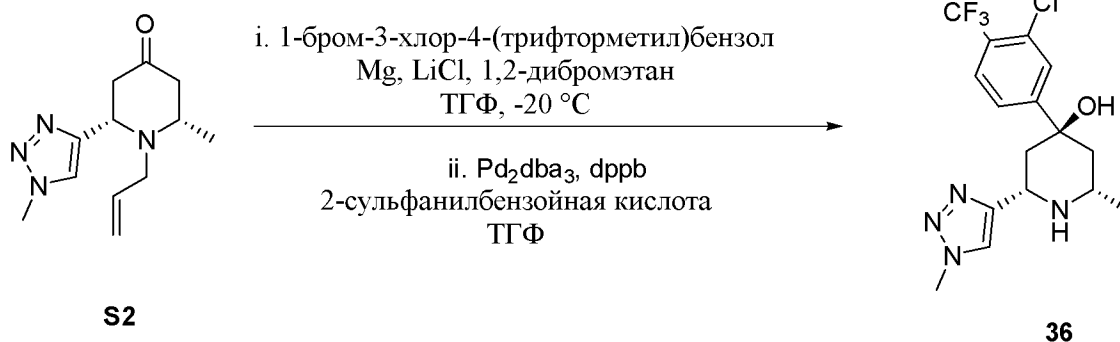 O
N
N
N
N
S2
i. 1-бром-3-хлор-4-(трифторметил)бензол
Mg, LiCl, 1,2-дибромэтан
ТГФ, -20 °C
ii. Pd2dba3, dppb
2-сульфанилбензойная кислота
ТГФ
CF3
Cl
OH
N
N
N
N
H
36